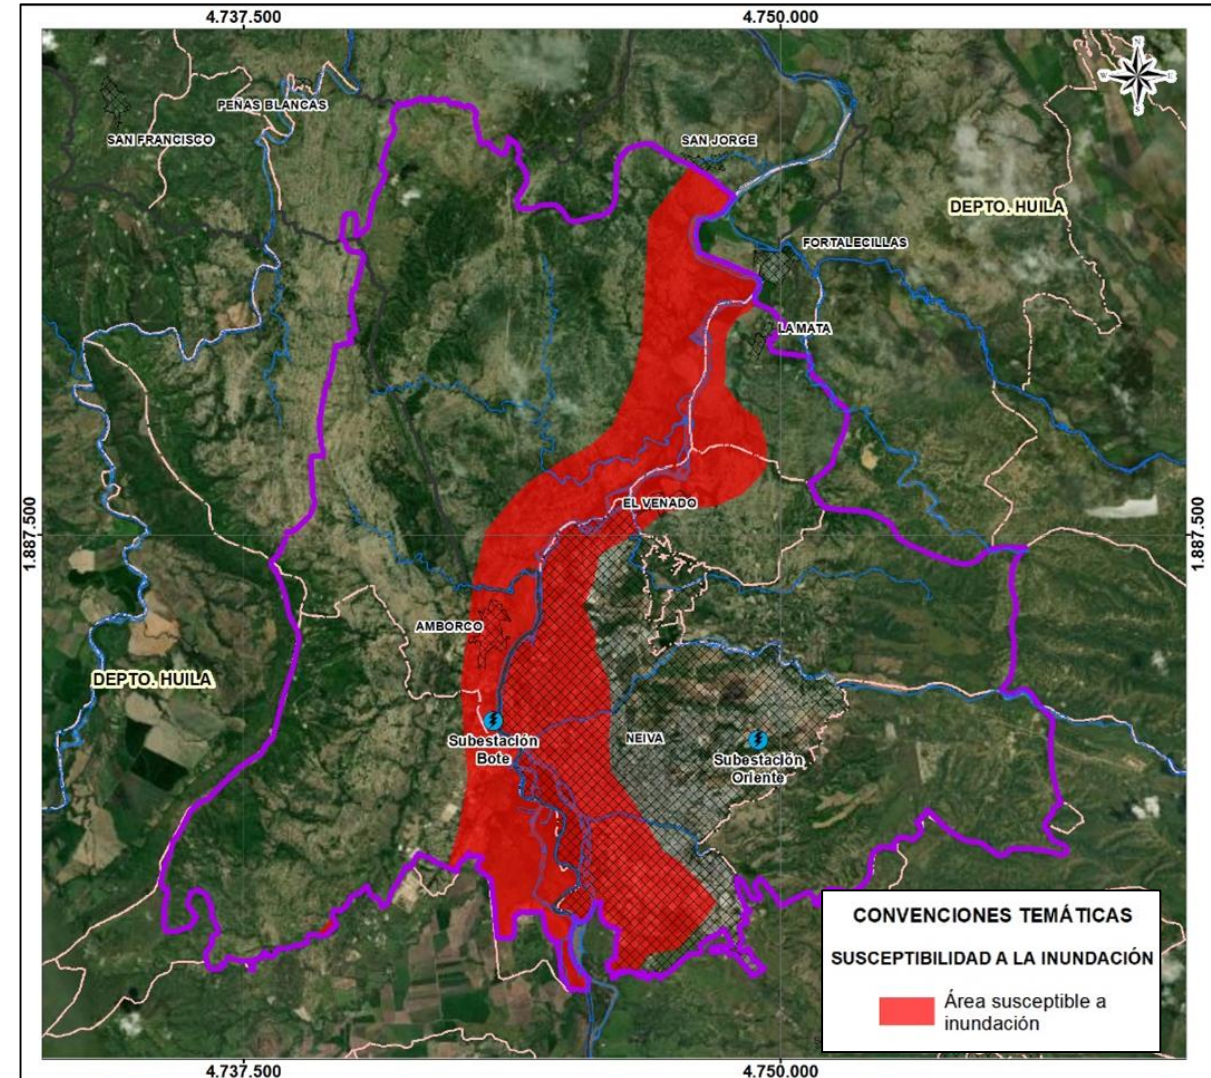 4.737.500
4.750.000
N
W
E
S
PEÑAS BLANCAS
SAN FRANCISCO
SAN JORGE
DEPTO. HUILA
FORTALECILLAS
LA MATA
EL VENADO
1.887.500
1.887.500
AMBORCO
DEPTO. HUILA
Subestación
Bote
NEIVA
Subestación
Oriente
CONVENCIONES TEMÁTICAS
SUSCEPTIBILIDAD A LA INUNDACIÓN
Área susceptible a
inundación
4.737.500
4.750.000